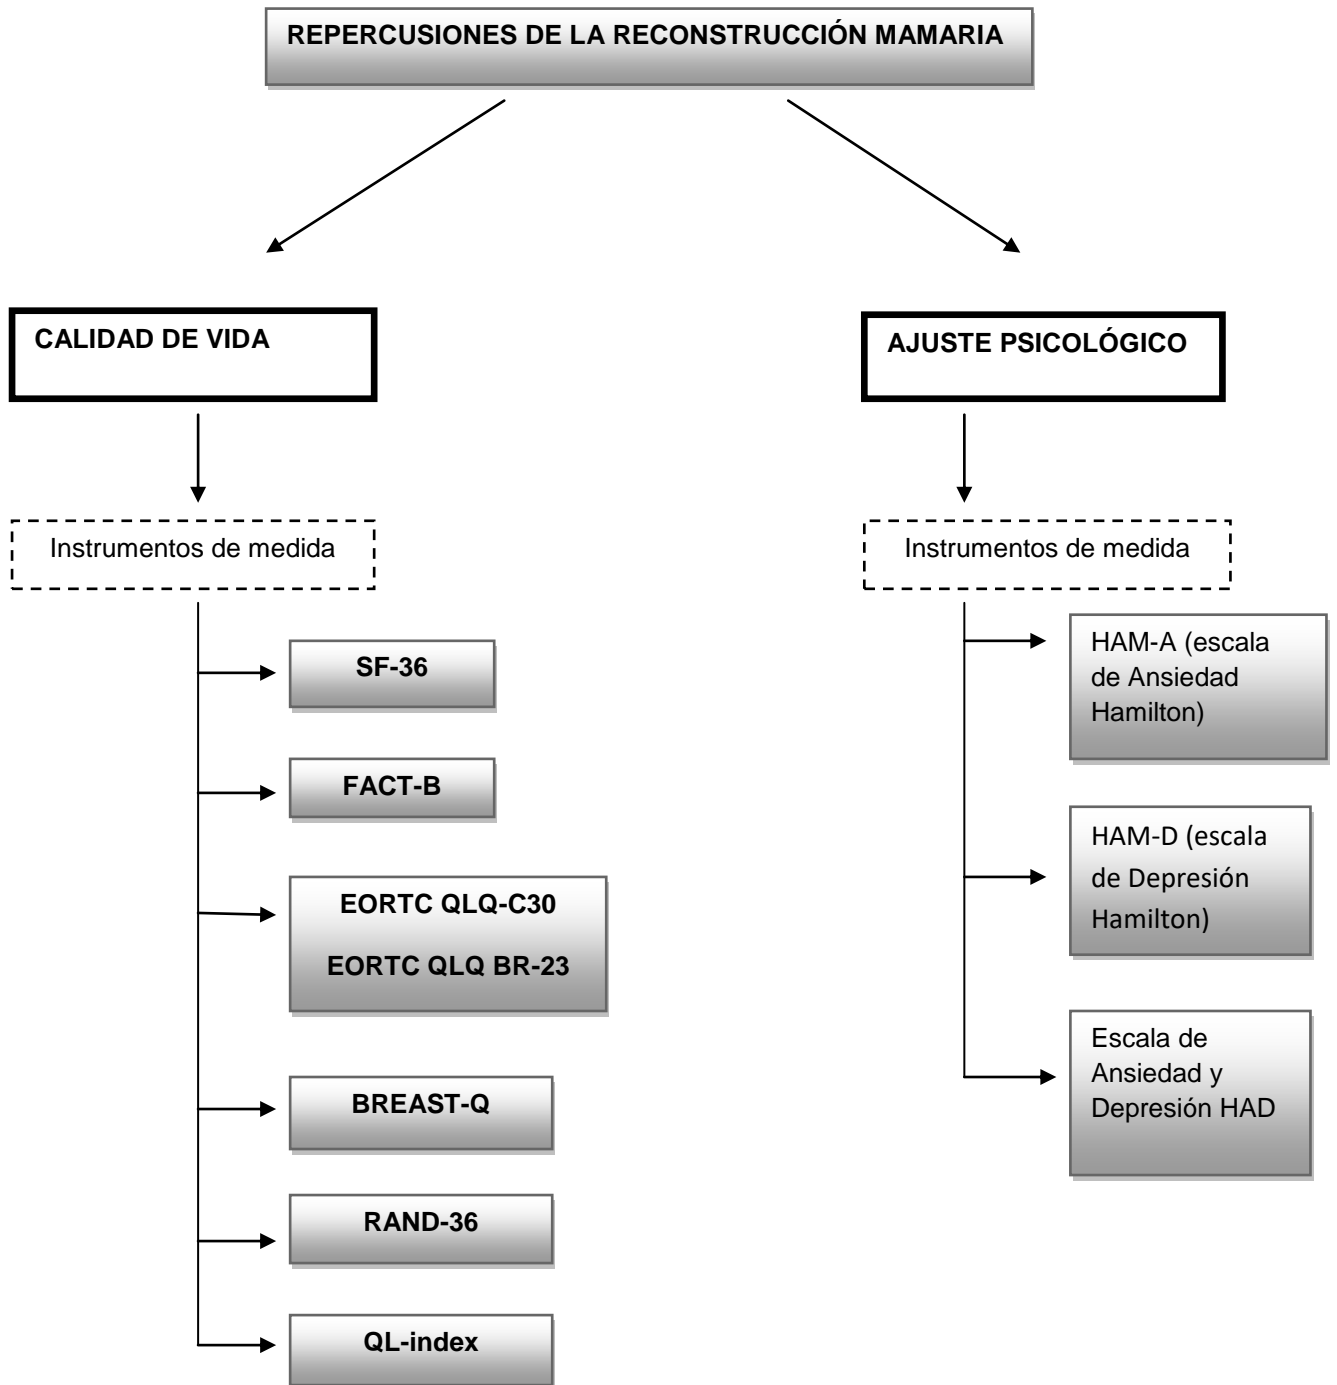 REPERCUSIONES DE LA RECONSTRUCCIÓN MAMARIA
CALIDAD DE VIDA
Instrumentos de medida
SF-36
FACT-B
EORTC QLQ-C30
EORTC QLQ BR-23
BREAST-Q
RAND-36
QL-index
AJUSTE PSICOLÓGICO
Instrumentos de medida
HAM-A (escala
de Ansiedad
Hamilton)
HAM-D (escala
de Depresión
Hamilton)
Escala de
Ansiedad y
Depresión HAD